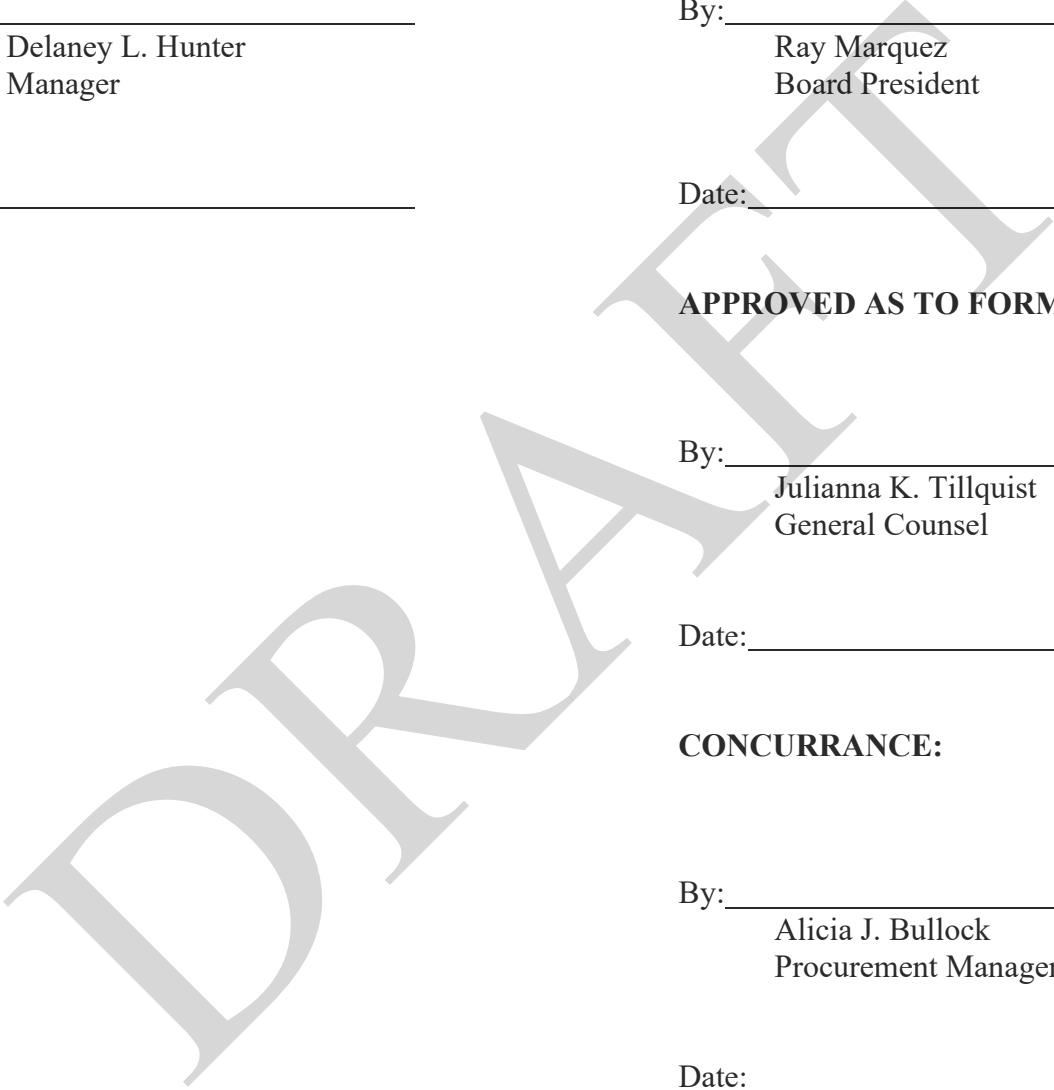 Delaney L. Hunter
Manager
By:
Ray Marquez
Board President
Date:
APPROVED AS TO FORM
By:
Julianna K. Tillquist
General Counsel
Date:
CONCURRANCE:
By:
Alicia J. Bullock
Procurement Manager
Date:
DRAFT